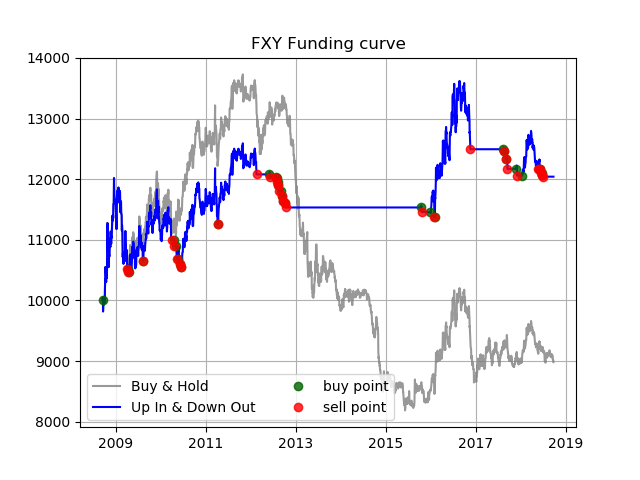 FXY Funding curve
14000
13000
12000
11000
10000
9000
8000
Buy & Hold
Up In & Down Out
buy point
sell point
2009 2011 2013 2015 2017 2019